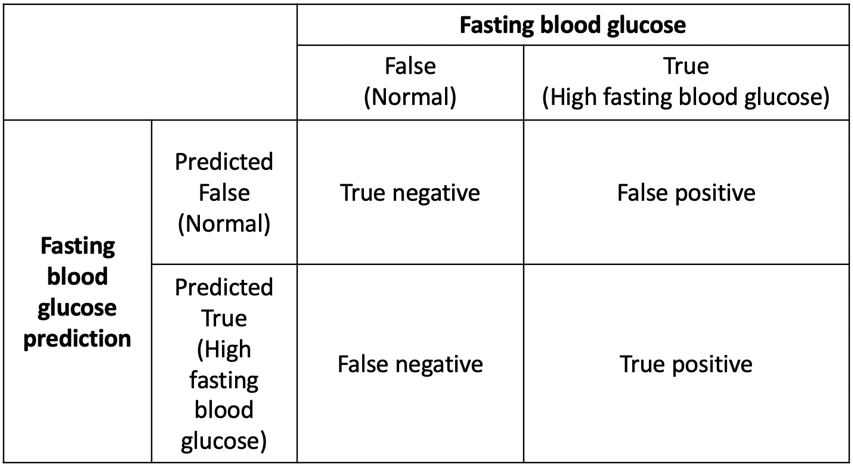 Fasting blood glucose
False
(Normal)
True
(High fasting blood glucose)
Fasting
blood
glucose
prediction
Predicted
False
(Normal)
True negative
False positive
Predicted
True
(High
fasting
blood
glucose)
False negative
True positive